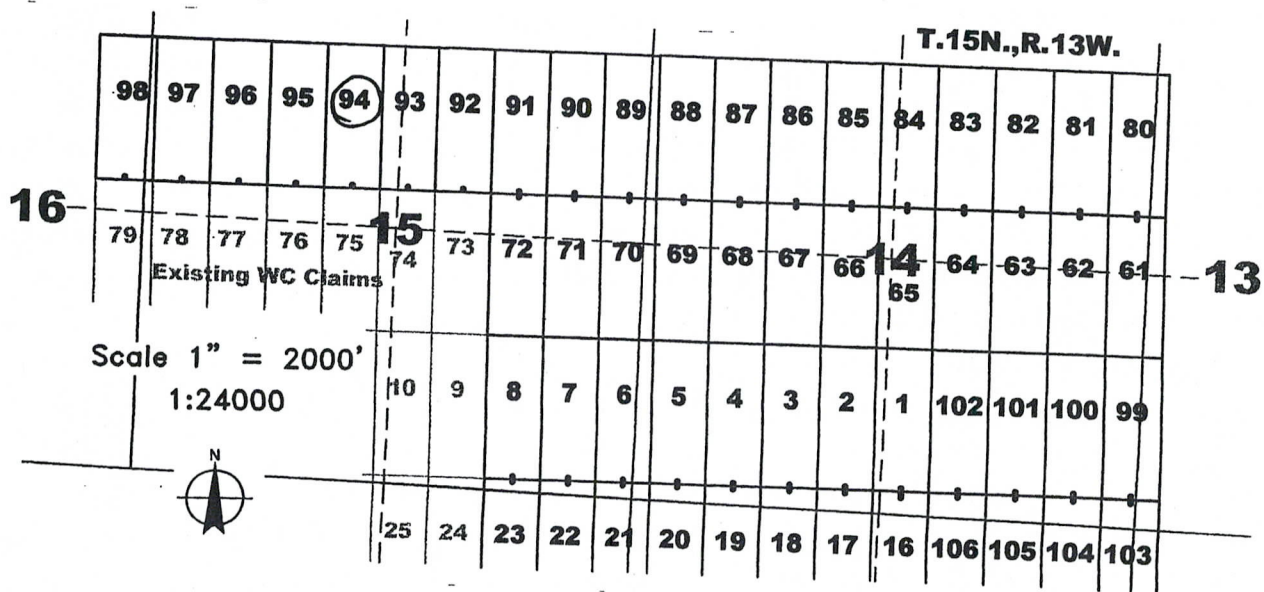 T.15N.,R.13W.
98 97 96 95 94 93 92 91 90 89 88 87 86 85 84 83 82 81 80
16 15 14 13
79 78 77 76 75 74 73 72 71 70 69 68 67 66 65 64 63 62 61
Existing WC Claims
Scale 1” = 2000’
1:24000
10 9 8 7 6 5 4 3 2 1 102 101 100 99
N
25 24 23 22 21 20 19 18 17 16 106 105 104 103